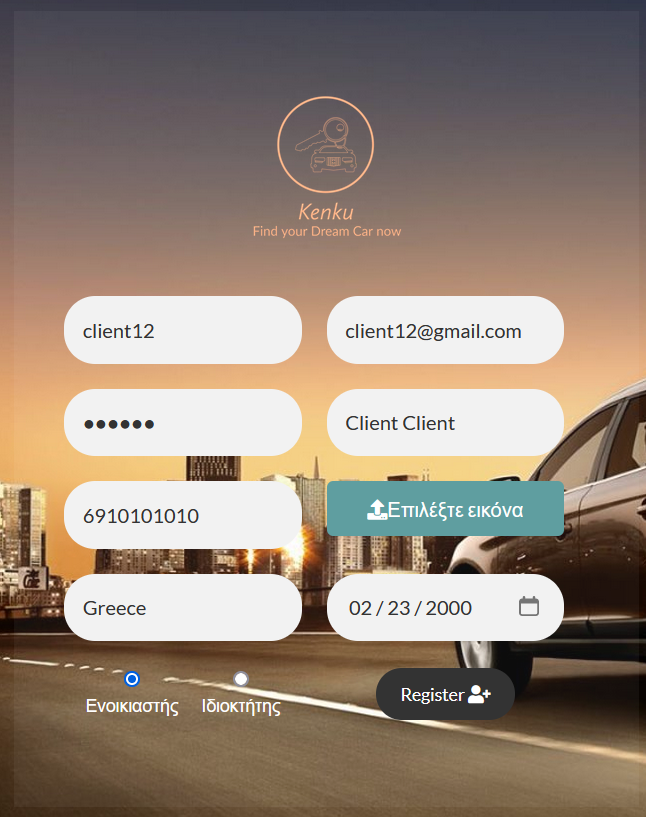 Kenku
Find your Dream Car now
client12
client12@gmail.com
●●●●●●
Client Client
6910101010
Επιλέξτε εικόνα
Greece
02 / 23 / 2000
Ενοικιαστής
Ιδιοκτήτης
Register